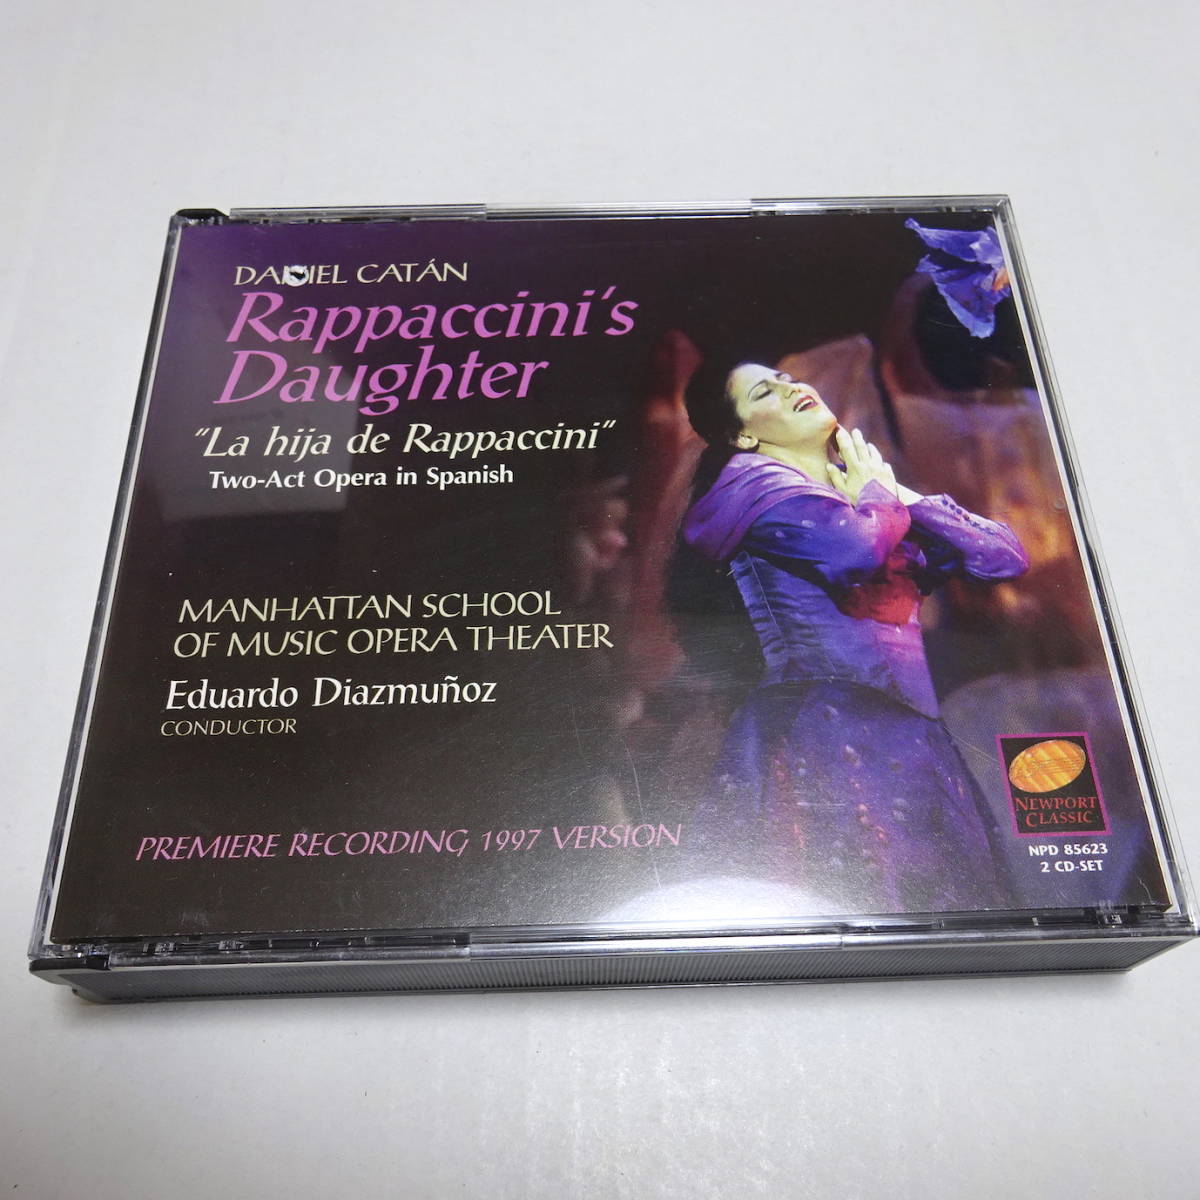 DANIEL CATÁN
Rappaccini's
Daughter
"La hija de Rappaccini"
Two-Act Opera in Spanish
MANHATTAN SCHOOL
OF MUSIC OPERA THEATER
Eduardo Diazmuñoz
CONDUCTOR
PREMIERE RECORDING 1997 VERSION
NEWPORT
CLASSIC
NPD 85623
2 CD-SET